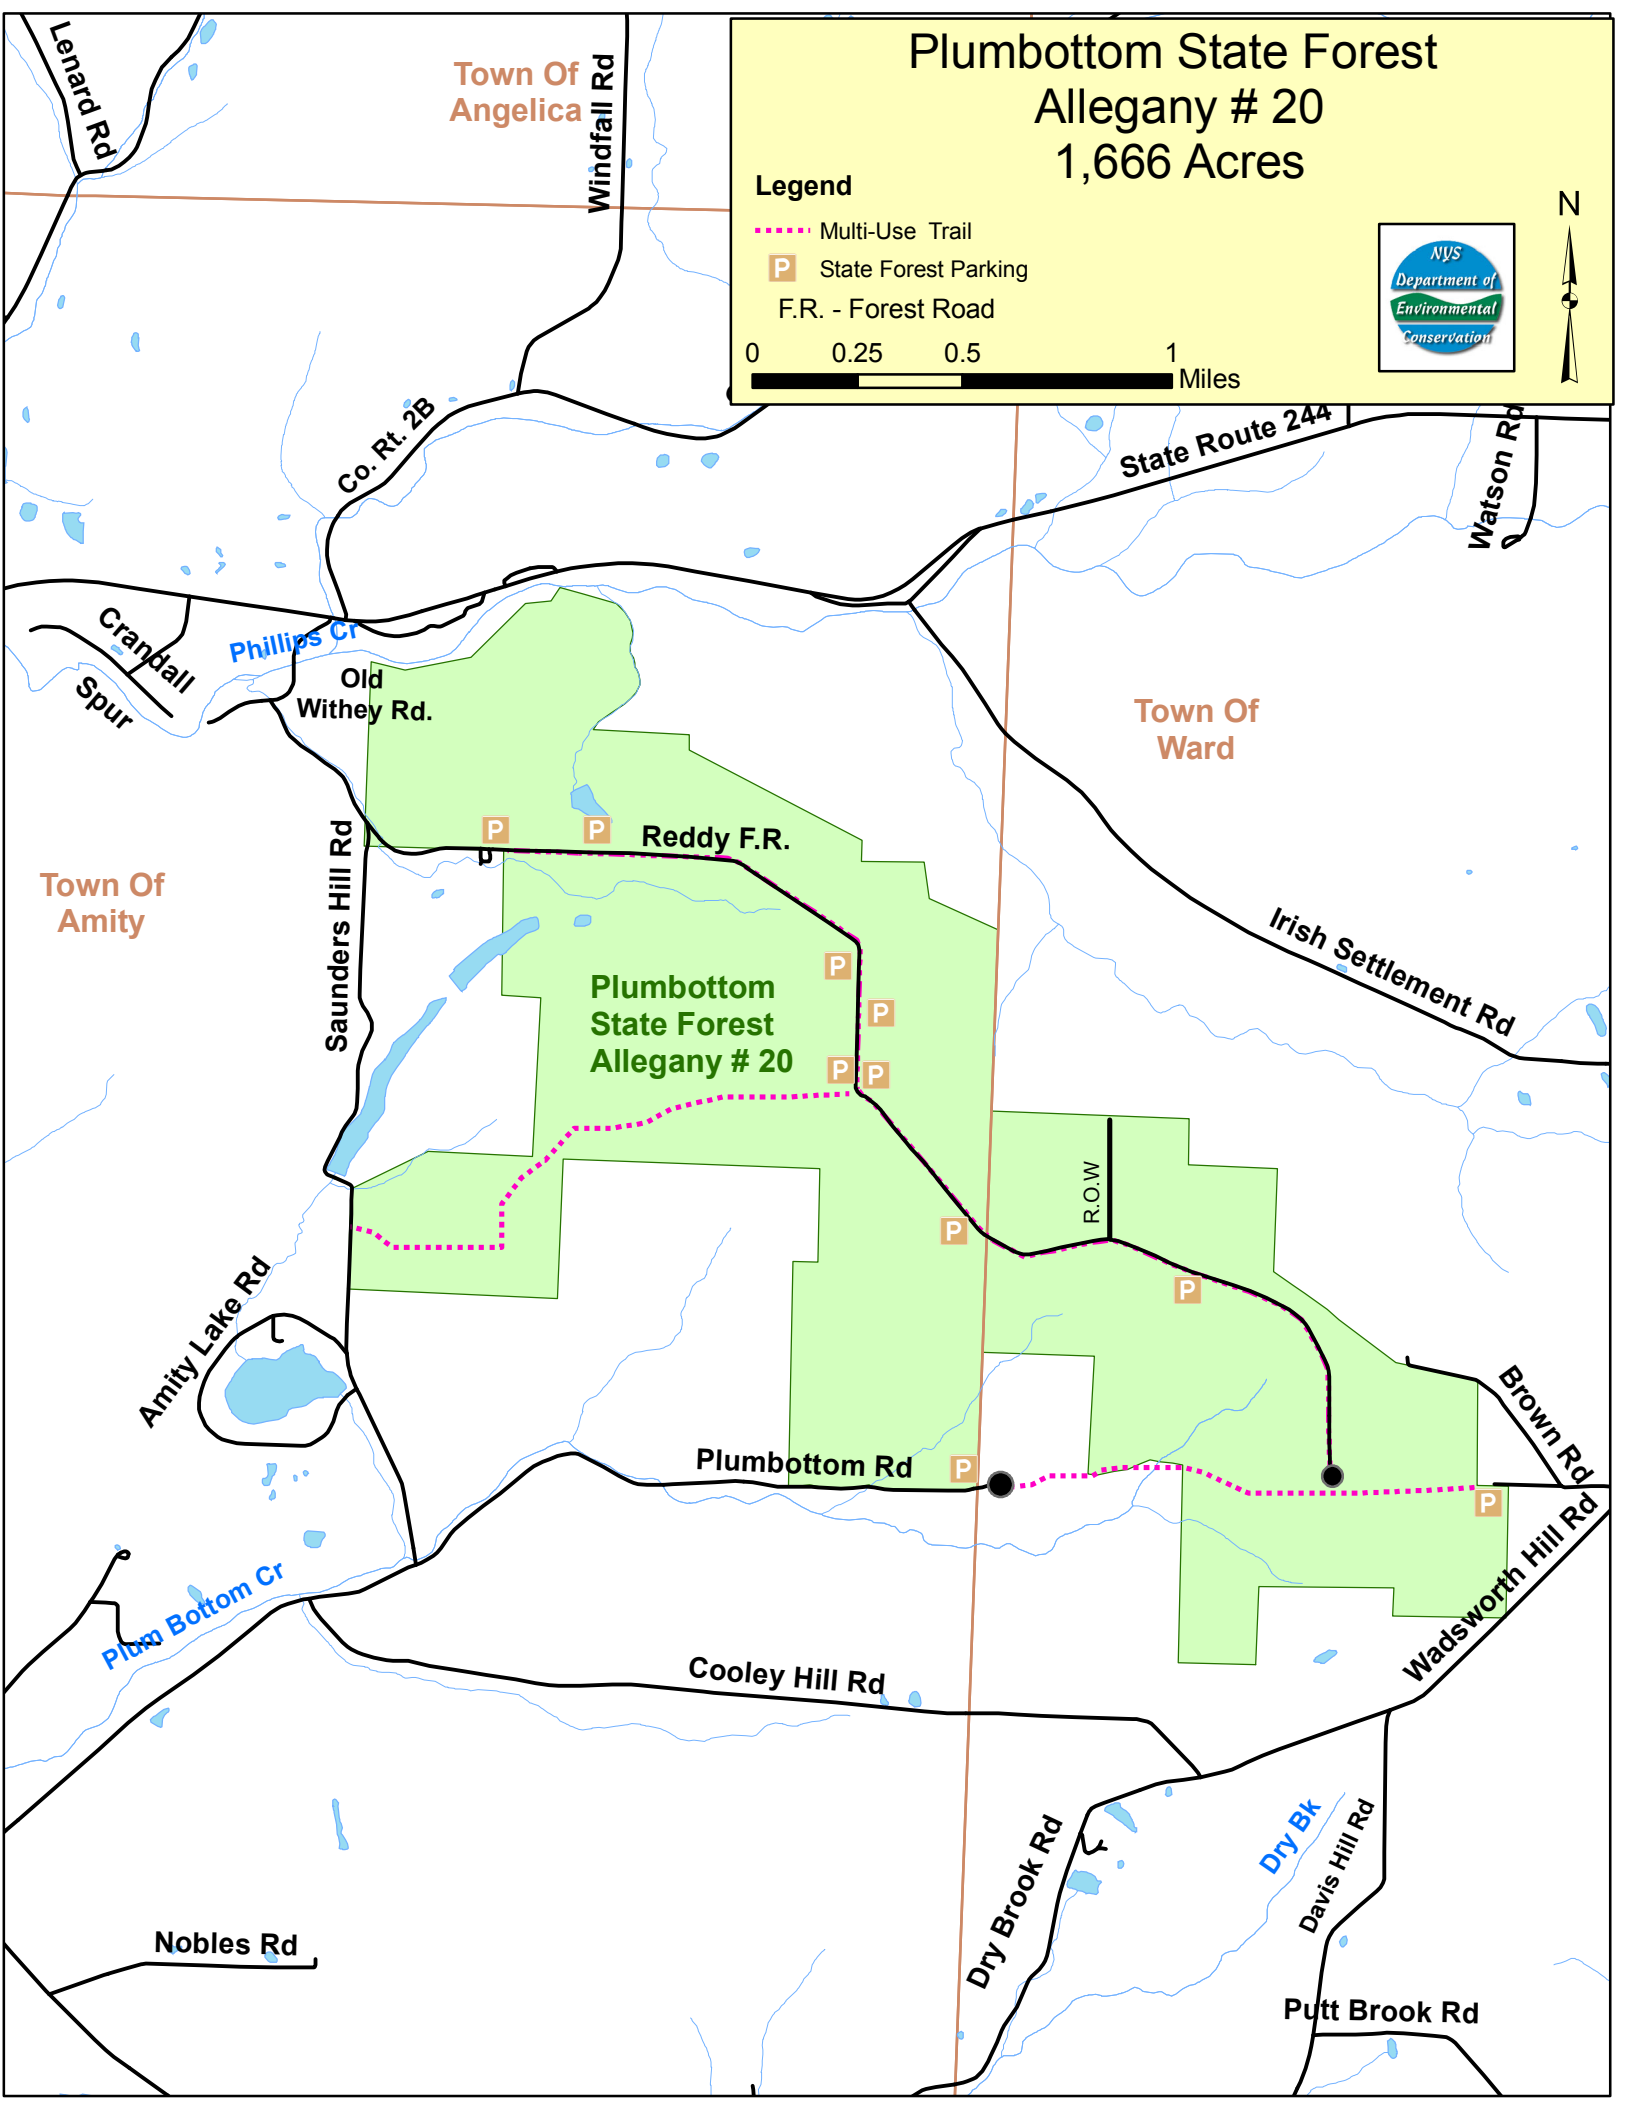 Plumbottom State Forest
Allegany # 20
1,666 Acres
Legend
Multi-Use Trail
P
State Forest Parking
F.R. - Forest Road
0 0.25 0.5 1
Miles
NYS
Department of
Environmental
Conservation
N
Lenard Rd
Town Of
Angelica
Windfall Rd
Co. Rt. 2B
State Route 244
Watson Rd
Crandall
Spur
Phillips Cr
Old
Withey Rd.
Town Of
Ward
Saunders Hill Rd
P
P
Reddy F.R.
Town Of
Amity
Irish Settlement Rd
P
Plumbottom
State Forest
Allegany # 20
P
P
P
R.O.W
P
P
Amity Lake Rd
Brown Rd
Plumbottom Rd
P
P
Wadsworth Hill Rd
Plum Bottom Cr
Cooley Hill Rd
Dry Brook Rd
Dry Bk
Davis Hill Rd
Nobles Rd
Putt Brook Rd